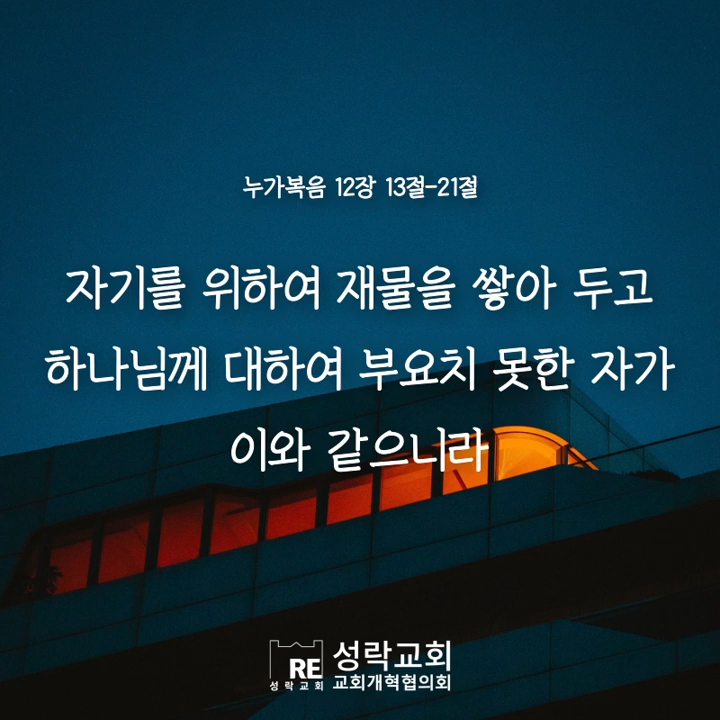 누가복음 12장 13절-21절
자기를 위하여 재물을 쌓아 두고
하나님께 대하여 부요치 못한 자가
이와 같으니라
RE
성락교회
성락교회
교회개혁협의회